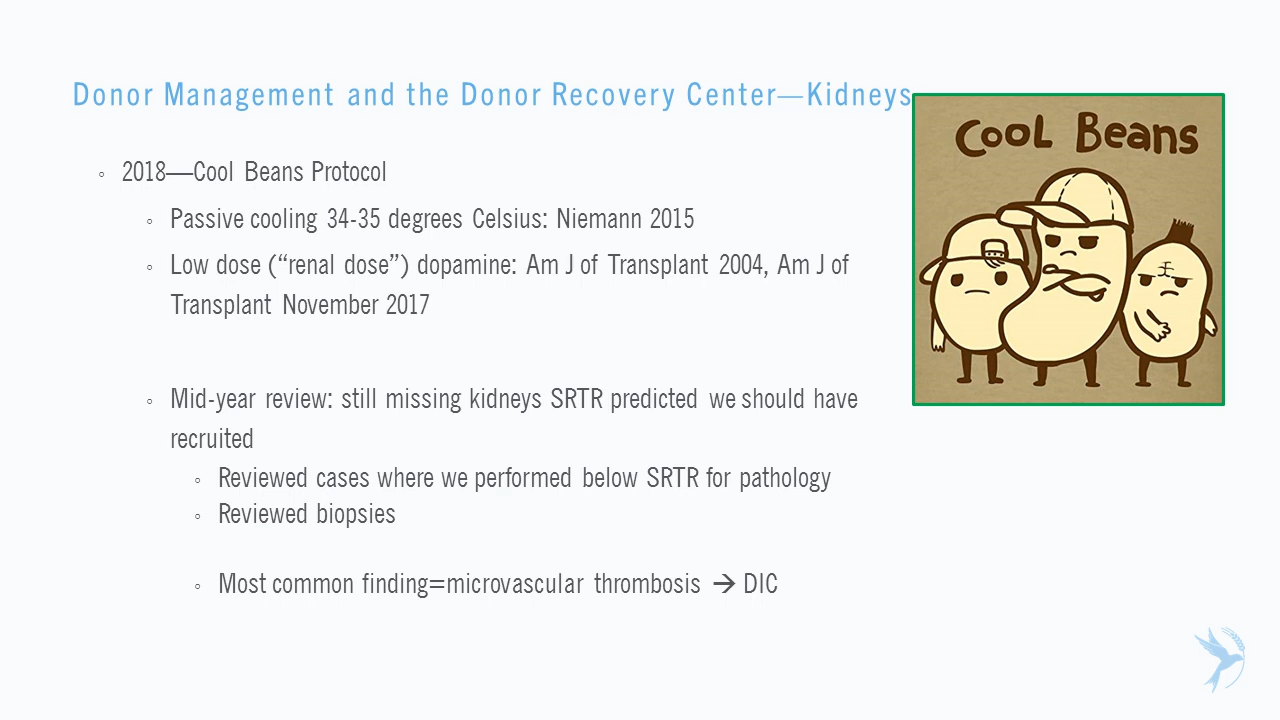 Donor Management and the Donor Recovery Center—Kidneys
Cool Beans
◦ 2018—Cool Beans Protocol
◦ Passive cooling 34-35 degrees Celsius: Niemann 2015
◦ Low dose (“renal dose”) dopamine: Am J of Transplant 2004, Am J of
Transplant November 2017
◦ Mid-year review: still missing kidneys SRTR predicted we should have
recruited
◦ Reviewed cases where we performed below SRTR for pathology
◦ Reviewed biopsies
◦ Most common finding=microvascular thrombosis → DIC